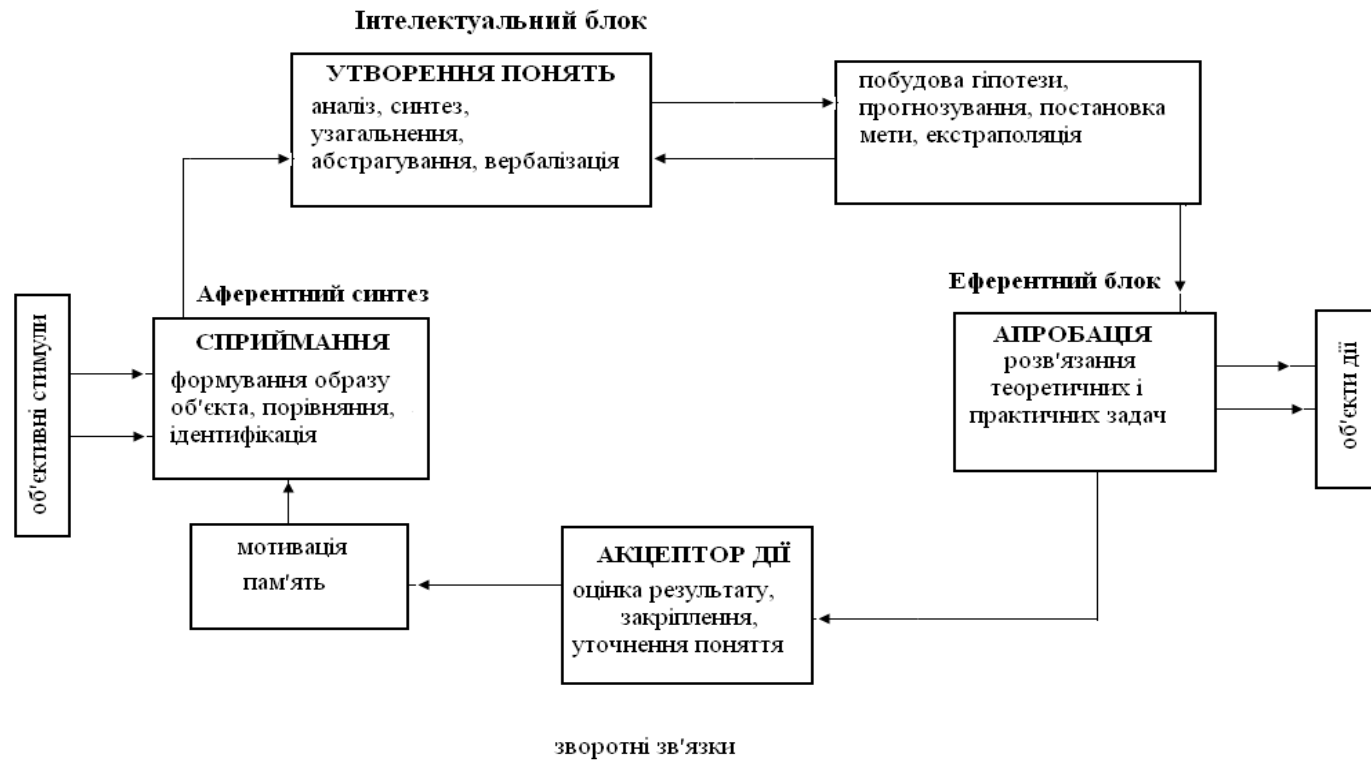 Інтелектуальний блок
УТВОРЕННЯ ПОНЯТЬ
аналіз, синтез,
узагальнення,
абстрагування, вербалізація
побудова гіпотези,
прогнозування, постановка
мети, екстраполяція
Аферентний синтез
Еферентний блок
об'єктивні стимули
СПРИЙМАННЯ
формування образу
об'єкта, порівняння,
ідентифікація
АПРОБАЦІЯ
розв'язання
теоретичних і
практичних задач
об'єкти дії
мотивація
пам'ять
АКЦЕПТОР ДІЇ
оцінка результату,
закріплення,
уточнення поняття
зворотні зв'язки